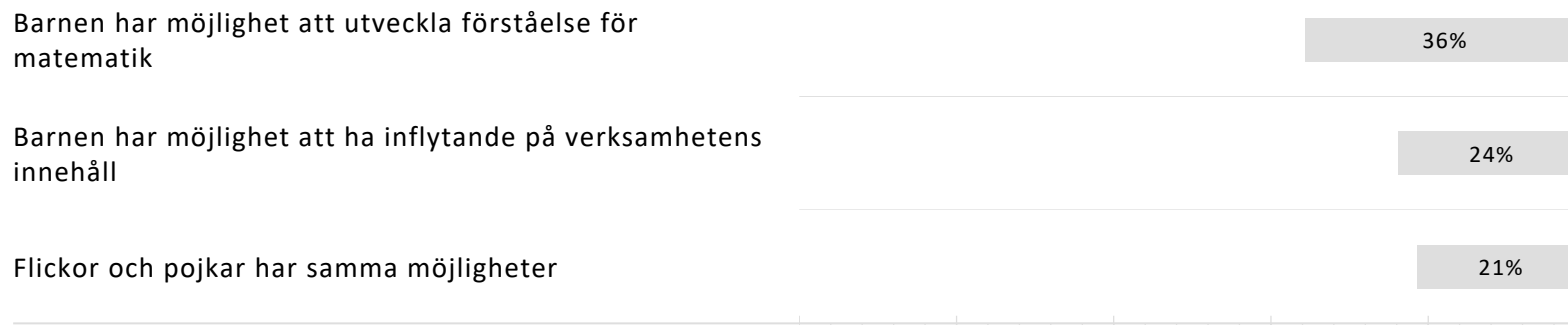 Barnen har möjlighet att utveckla förståelse för
matematik
36%
Barnen har möjlighet att ha inflytande på verksamhetens
innehåll
24%
Flickor och pojkar har samma möjligheter
21%